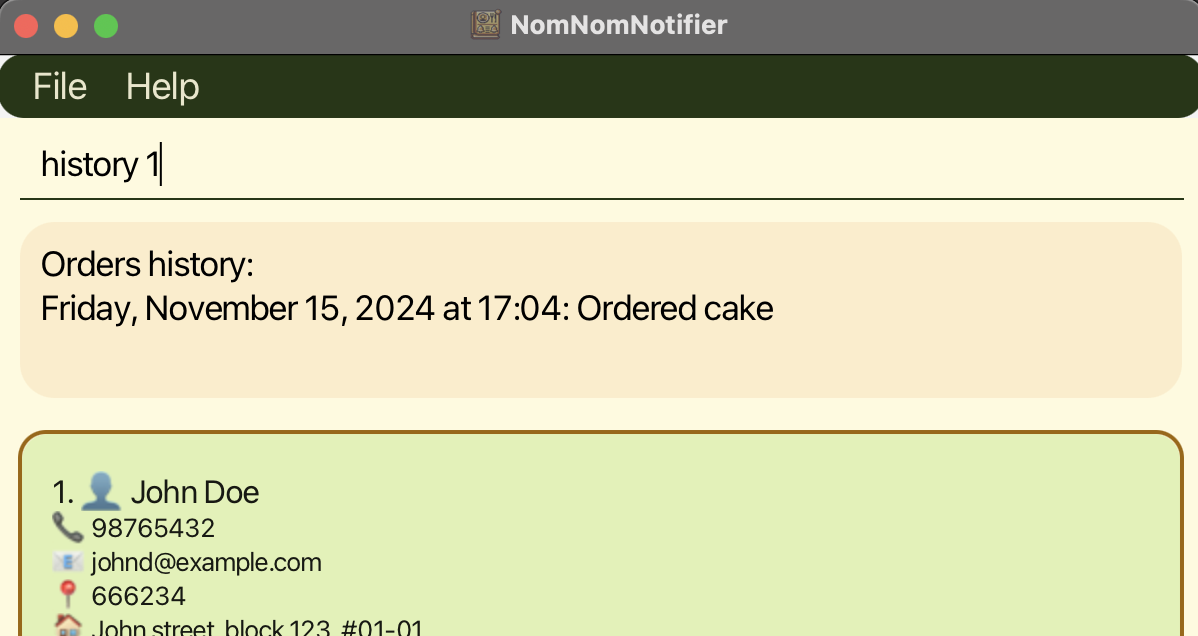 NomNomNotifier
File Help
history 1
Orders history:
Friday, November 15, 2024 at 17:04: Ordered cake
1. John Doe
98765432
johnd@example.com
666234
John street, block 123, #01-01